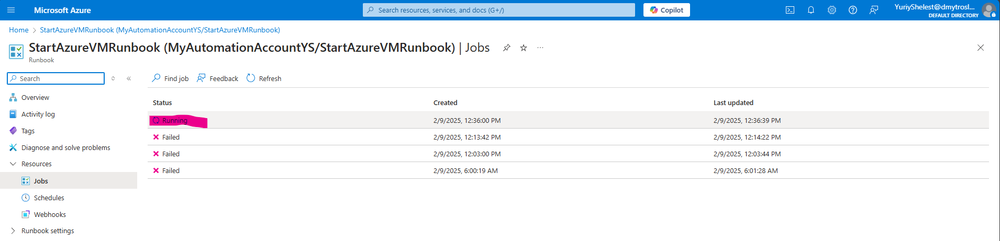 Microsoft Azure
Search resources, services, and docs (G+/)
Copilot
YuriyShelest@dmytrosl...
DEFAULT DIRECTORY
Home > StartAzureVMRunbook (MyAutomationAccountYS/StartAzureVMRunbook)
StartAzureVMRunbook (MyAutomationAccountYS/StartAzureVMRunbook) | Jobs
Runbook
Search
Find job Feedback Refresh
Overview
Activity log
Tags
Diagnose and solve problems
Resources
Jobs
Schedules
Webhooks
Runbook settings
Status Created Last updated
Running 2/9/2025, 12:36:00 PM 2/9/2025, 12:36:39 PM
Failed 2/9/2025, 12:13:42 PM 2/9/2025, 12:14:22 PM
Failed 2/9/2025, 12:03:00 PM 2/9/2025, 12:03:44 PM
Failed 2/9/2025, 6:00:19 AM 2/9/2025, 6:01:28 AM